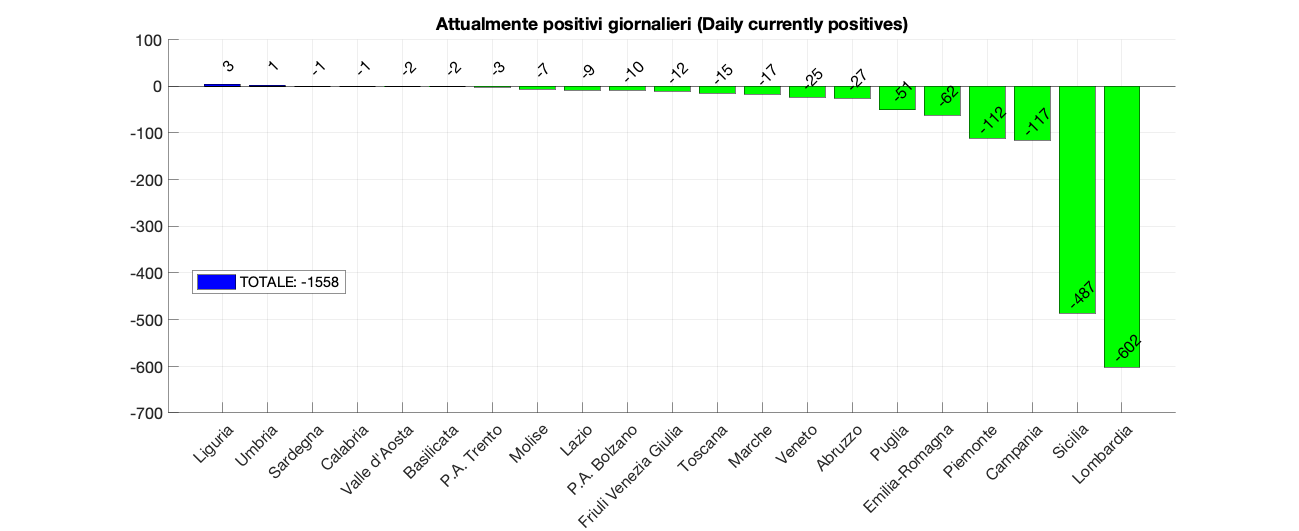 Attualmente positivi giornalieri (Daily currently positives)
100
0
-100
-200
-300
-400
-500
-600
-700
3
1
-1
-1
-2
-2
-3
-7
-9
-10
-12
-15
-17
-25
-27
-51
-62
-112
-117
-487
-602
TOTALE: -1558
Liguria
Umbria
Sardegna
Calabria
Valle d'Aosta
Basilicata
P.A. Trento
Molise
Lazio
P.A. Bolzano
Friuli Venezia Giulia
Toscana
Marche
Veneto
Abruzzo
Puglia
Emilia-Romagna
Piemonte
Campania
Sicilia
Lombardia